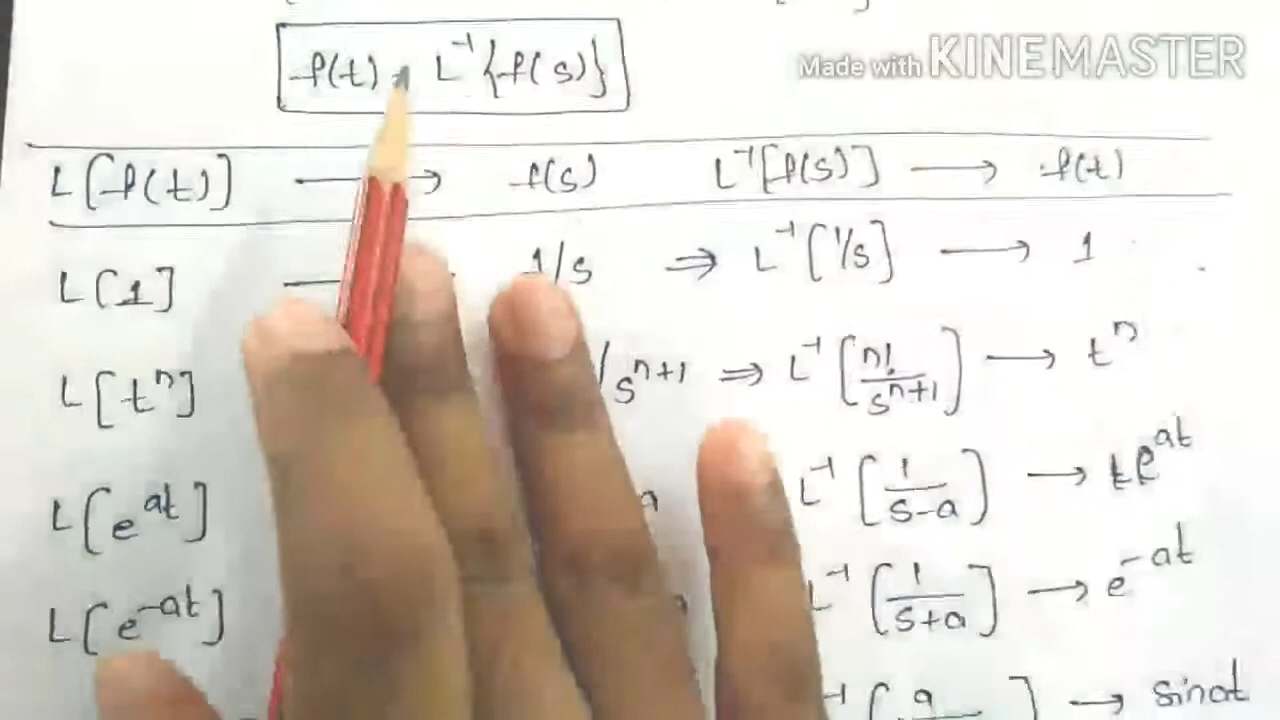 Made with KINEMASTER
f(t) = L⁻¹{f(s)}
L[f(t)] → f(s) L⁻¹[f(s)] → f(t)
L[1] 1/s ⇒ L⁻¹[1/s] → 1
L[tⁿ] /sⁿ⁺¹ ⇒ L⁻¹[n!/sⁿ⁺¹] → tⁿ
L[eᵃᵗ] a L⁻¹[1/s-a] → eᵃᵗ
L[e⁻ᵃᵗ] L⁻¹[1/s+a] → e⁻ᵃᵗ
→ sinat